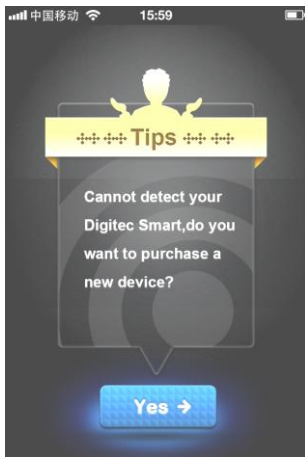 中国移动 15:59
Tips
Cannot detect your
Digitec Smart,do you
want to purchase a
new device?
Yes →